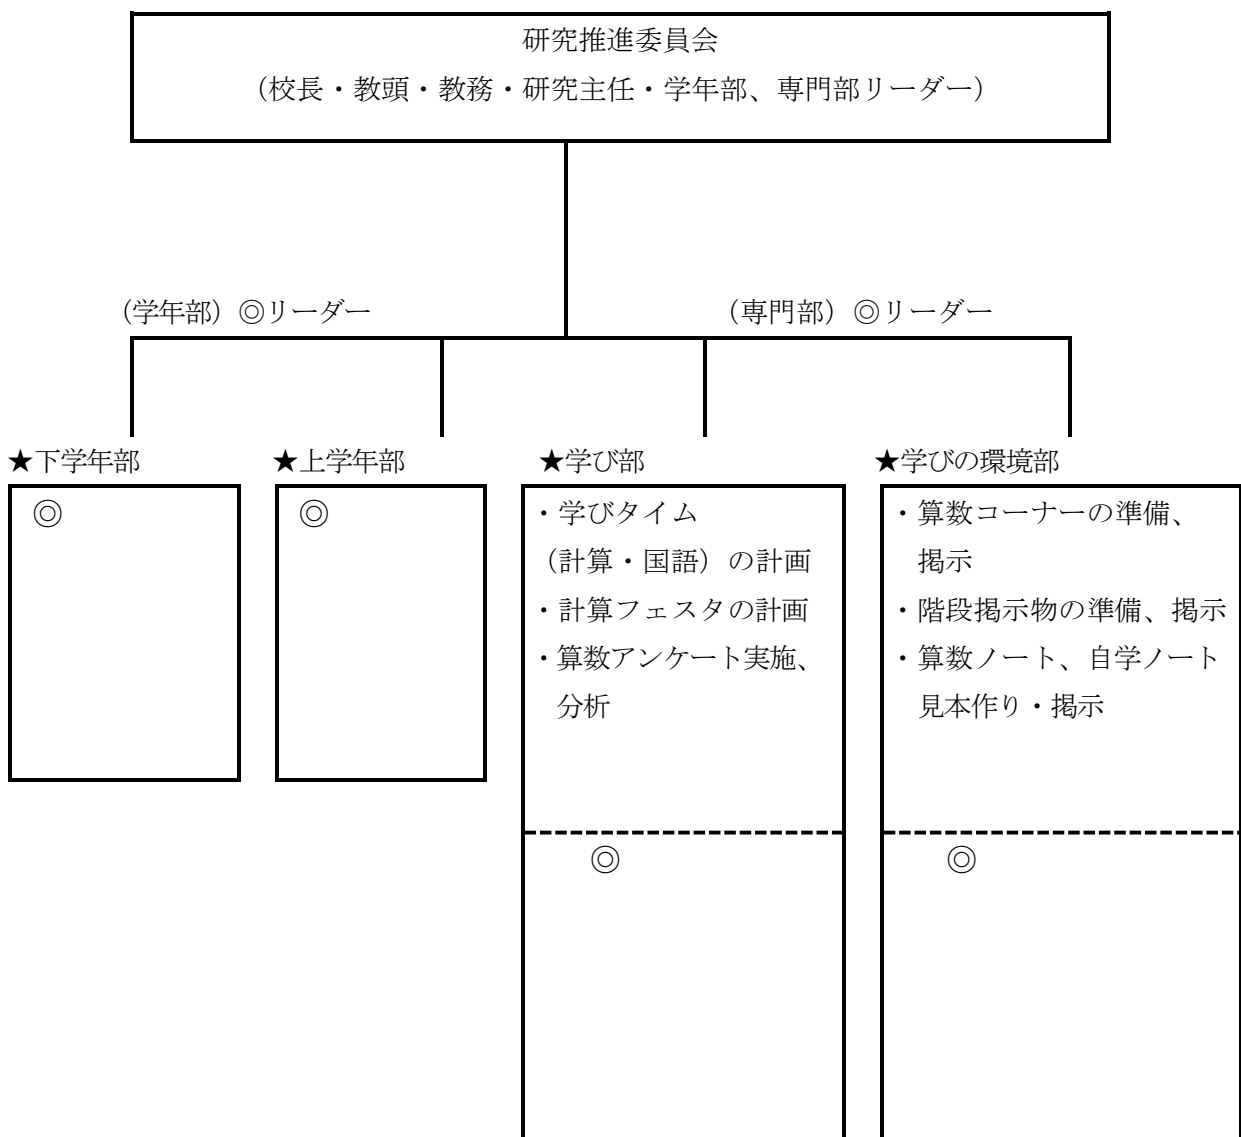 研究推進委員会
（校長・教頭・教務・研究主任・学年部、専門部リーダー）
（学年部）◎リーダー
（専門部）◎リーダー
★下学年部
◎
★上学年部
◎
★学び部
・学びタイム
（計算・国語）の計画
・計算フェスタの計画
・算数アンケート実施、
分析
◎
★学びの環境部
・算数コーナーの準備、
掲示
・階段掲示物の準備、掲示
・算数ノート、自学ノート
見本作り・掲示
◎